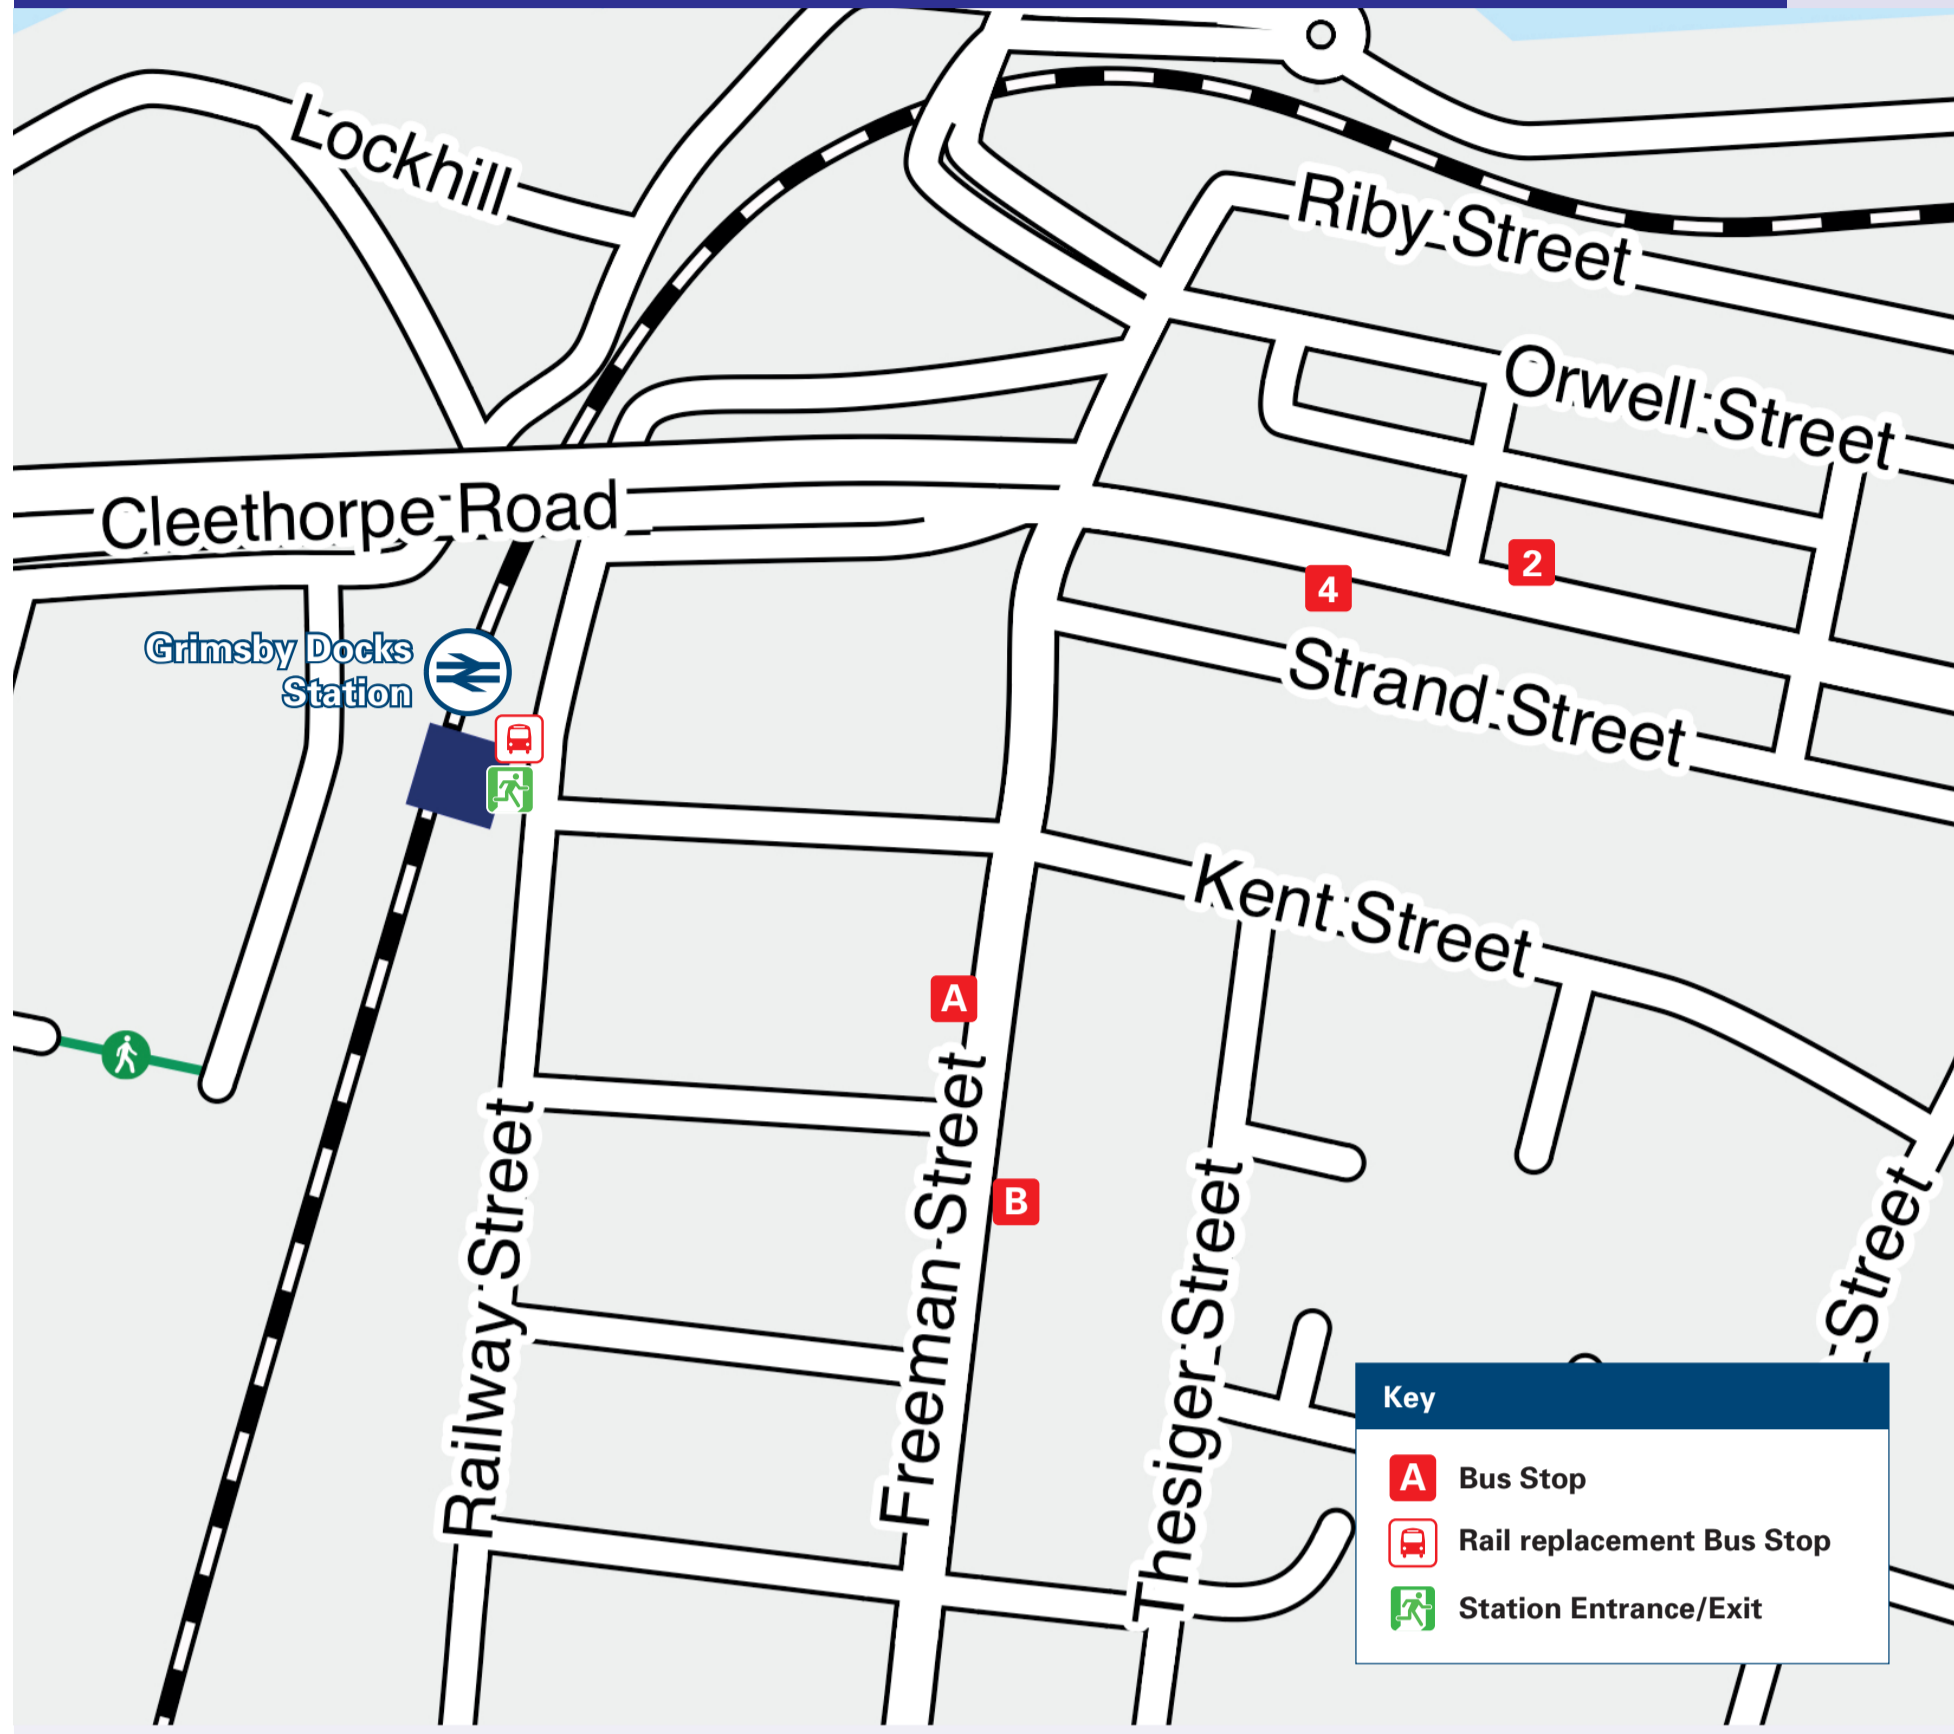 Lockhill
Riby Street
Orwell Street
Cleethorpe Road
2
4
Grimsby Docks
Station
Strand Street
Kent Street
A
B
Railway Street
Freeman Street
Thesiger Street
Street
Key
A Bus Stop
Rail replacement Bus Stop
Station Entrance/Exit